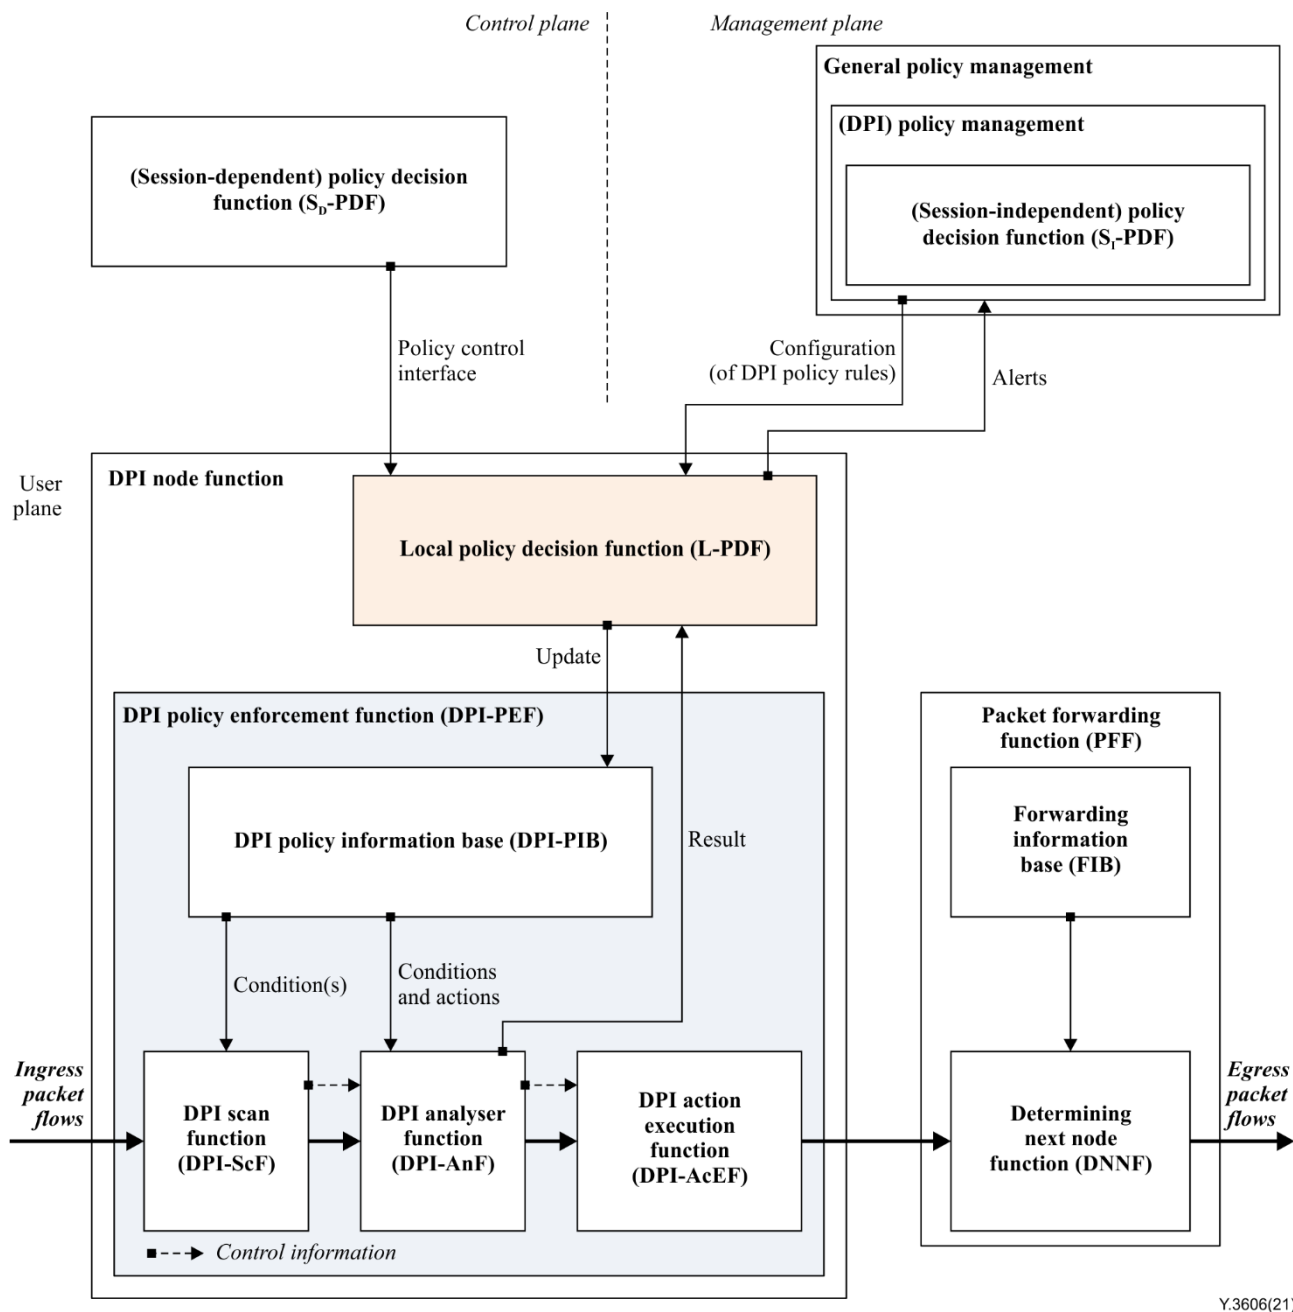 Control plane
Management plane
General policy management
(DPI) policy management
(Session-dependent) policy decision
function (S_D-PDF)
(Session-independent) policy
decision function (S_I-PDF)
Policy control
interface
Configuration
(of DPI policy rules)
Alerts
User
plane
DPI node function
Local policy decision function (L-PDF)
Update
DPI policy enforcement function (DPI-PEF)
Packet forwarding
function (PFF)
DPI policy information base (DPI-PIB)
Result
Forwarding
information
base (FIB)
Condition(s)
Conditions
and actions
Ingress
packet
flows
DPI scan
function
(DPI-ScF)
DPI analyser
function
(DPI-AnF)
DPI action
execution
function
(DPI-AcEF)
Determining
next node
function (DNNF)
Egress
packet
flows
Control information
Y.3606(21)